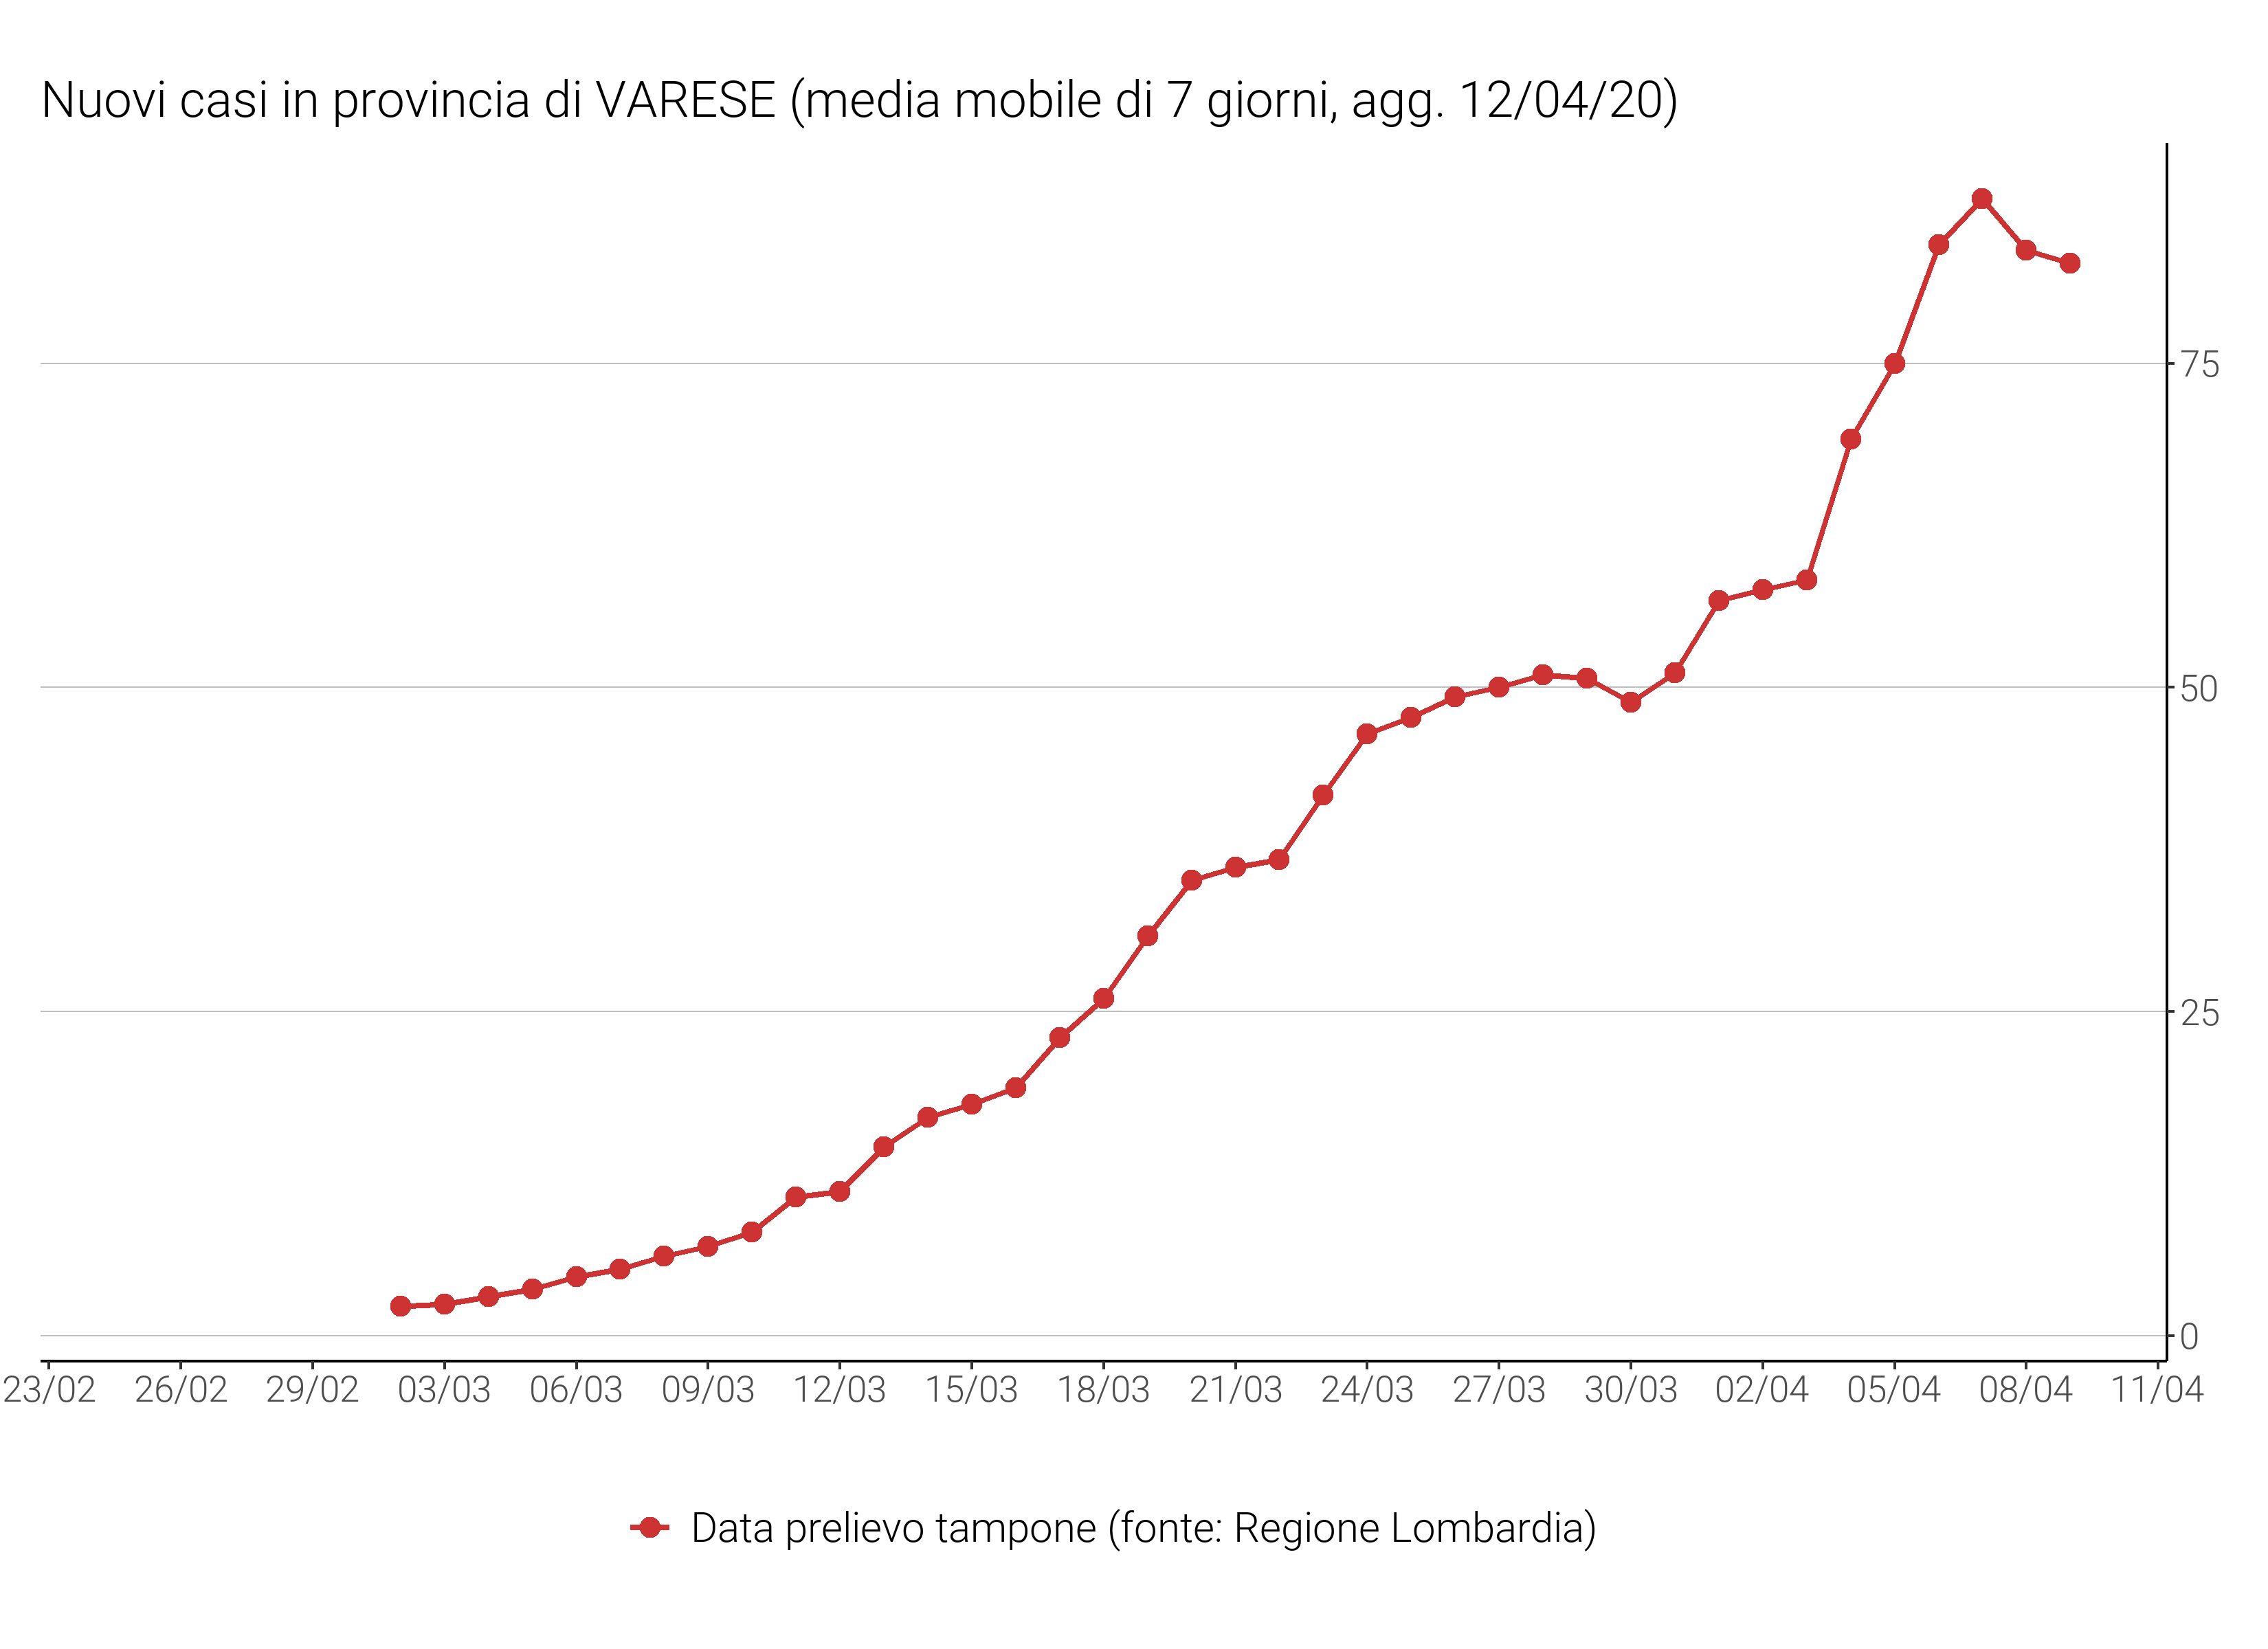 Nuovi casi in provincia di VARESE (media mobile di 7 giorni, agg. 12/04/20)
75
50
25
0
23/02 26/02 29/02 03/03 06/03 09/03 12/03 15/03 18/03 21/03 24/03 27/03 30/03 02/04 05/04 08/04 11/04
Data prelievo tampone (fonte: Regione Lombardia)